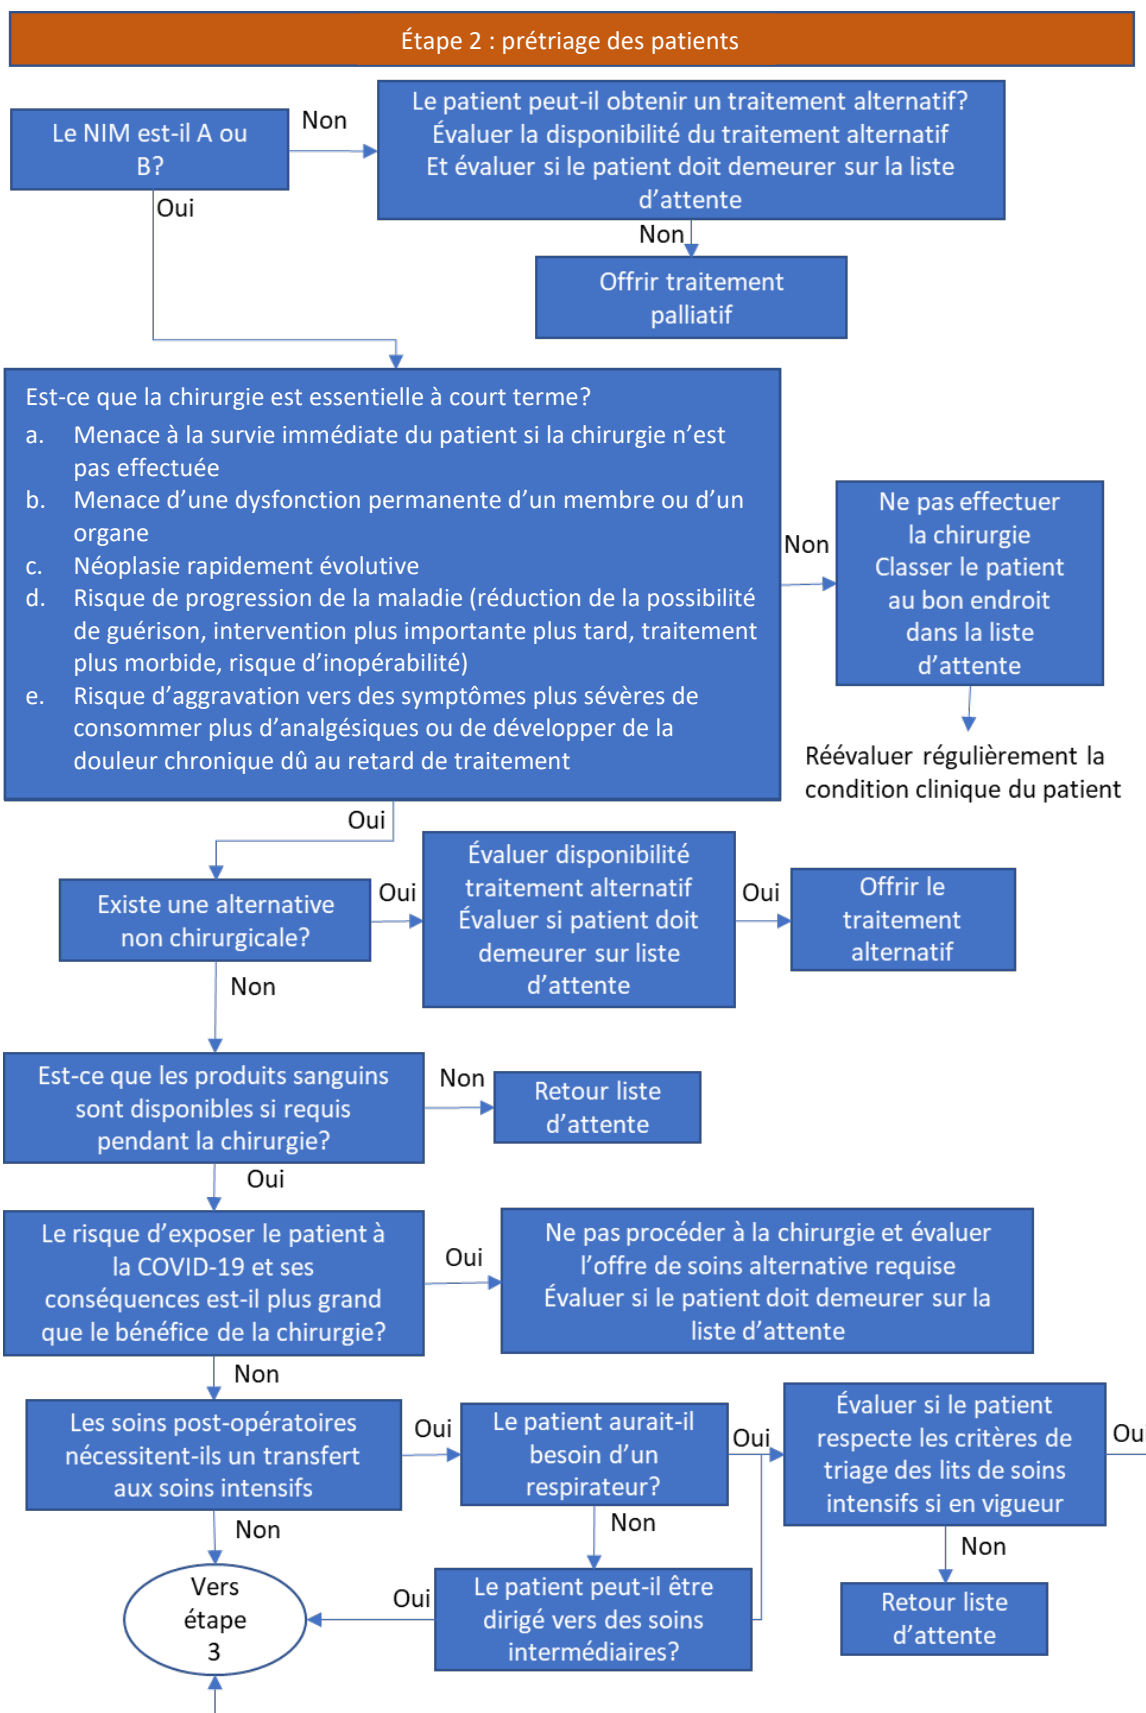 Étape 2 : prétriage des patients
Le NIM est-il A ou
B?
Non
Le patient peut-il obtenir un traitement alternatif?
Évaluer la disponibilité du traitement alternatif
Et évaluer si le patient doit demeurer sur la liste
d'attente
Oui
Non
Offrir traitement
palliatif
Est-ce que la chirurgie est essentielle à court terme?
a. Menace à la survie immédiate du patient si la chirurgie n'est
pas effectuée
b. Menace d'une dysfonction permanente d'un membre ou d'un
organe
c. Néoplasie rapidement évolutive
d. Risque de progression de la maladie (réduction de la possibilité
de guérison, intervention plus importante plus tard, traitement
plus morbide, risque d'inopérabilité)
e. Risque d'aggravation vers des symptômes plus sévères de
consommer plus d'analgésiques ou de développer de la
douleur chronique dû au retard de traitement
Non
Ne pas effectuer
la chirurgie
Classer le patient
au bon endroit
dans la liste
d'attente
Réévaluer régulièrement la
condition clinique du patient
Oui
Existe une alternative
non chirurgicale?
Oui
Évaluer disponibilité
traitement alternatif
Évaluer si patient doit
demeurer sur liste
d'attente
Oui
Offrir le
traitement
alternatif
Non
Est-ce que les produits sanguins
sont disponibles si requis
pendant la chirurgie?
Non
Retour liste
d'attente
Oui
Le risque d'exposer le patient à
la COVID-19 et ses
conséquences est-il plus grand
que le bénéfice de la chirurgie?
Oui
Ne pas procéder à la chirurgie et évaluer
l'offre de soins alternative requise
Évaluer si le patient doit demeurer sur la
liste d'attente
Non
Les soins post-opératoires
nécessitent-ils un transfert
aux soins intensifs
Oui
Le patient aurait-il
besoin d'un
respirateur?
Oui
Évaluer si le patient
respecte les critères de
triage des lits de soins
intensifs si en vigueur
Oui
Non
Non
Non
Vers
étape
3
Oui
Le patient peut-il être
dirigé vers des soins
intermédiaires?
Retour liste
d'attente